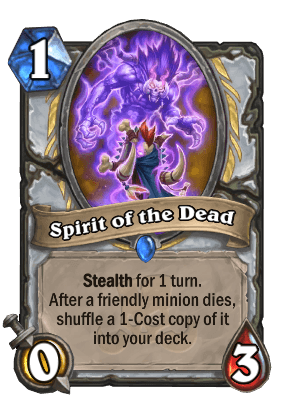 1
Spirit of the Dead
Stealth for 1 turn.
After a friendly minion dies,
shuffle a 1-Cost copy of it
into your deck.
0
3